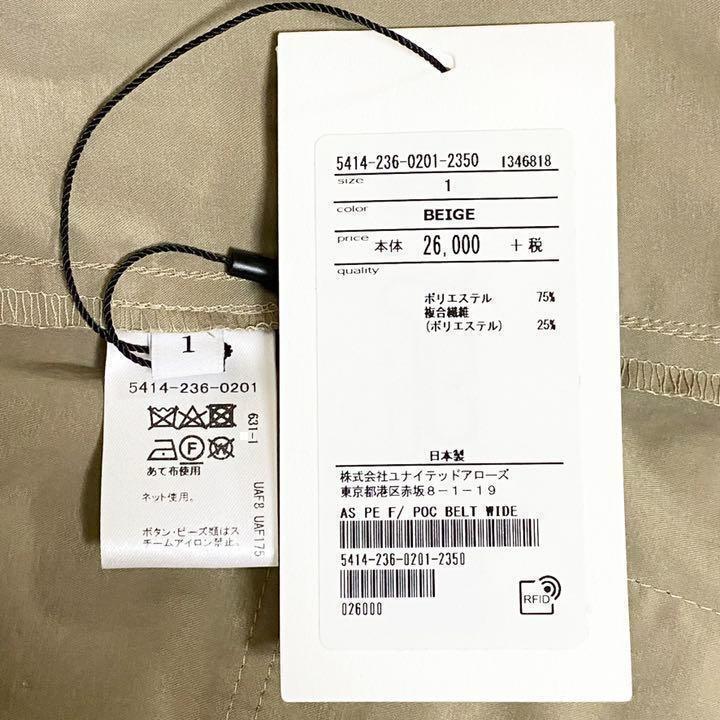 5414-236-0201-2350 1346818
size 1
color BEIGE
price 本体 26,000 +税
quality
ポリエステル 75%
複合繊維
(ポリエステル) 25%
日本製
株式会社ユナイテッドアローズ
東京都港区赤坂8-1-19
AS PE F/ POC BELT WIDE
5414-236-0201-2350
026000
RFID
1
5414-236-0201
F
あて布使用
ネット使用。
ボタン・ビーズ類はス
チームアイロン禁止。
631-1
UAF8 UAF175